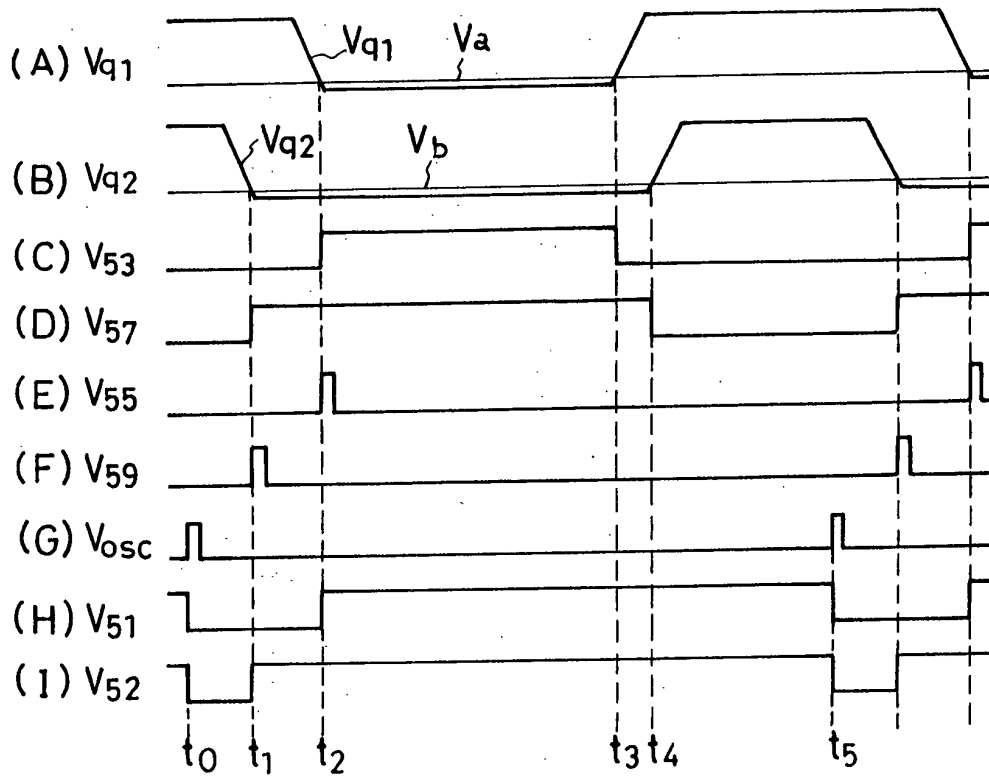 (A) Vq1 Vq1 Va
(B) Vq2 Vq2 Vb
(C) V53
(D) V57
(E) V55
(F) V59
(G) Vosc
(H) V51
(I) V52
t0 t1 t2 t3 t4 t5